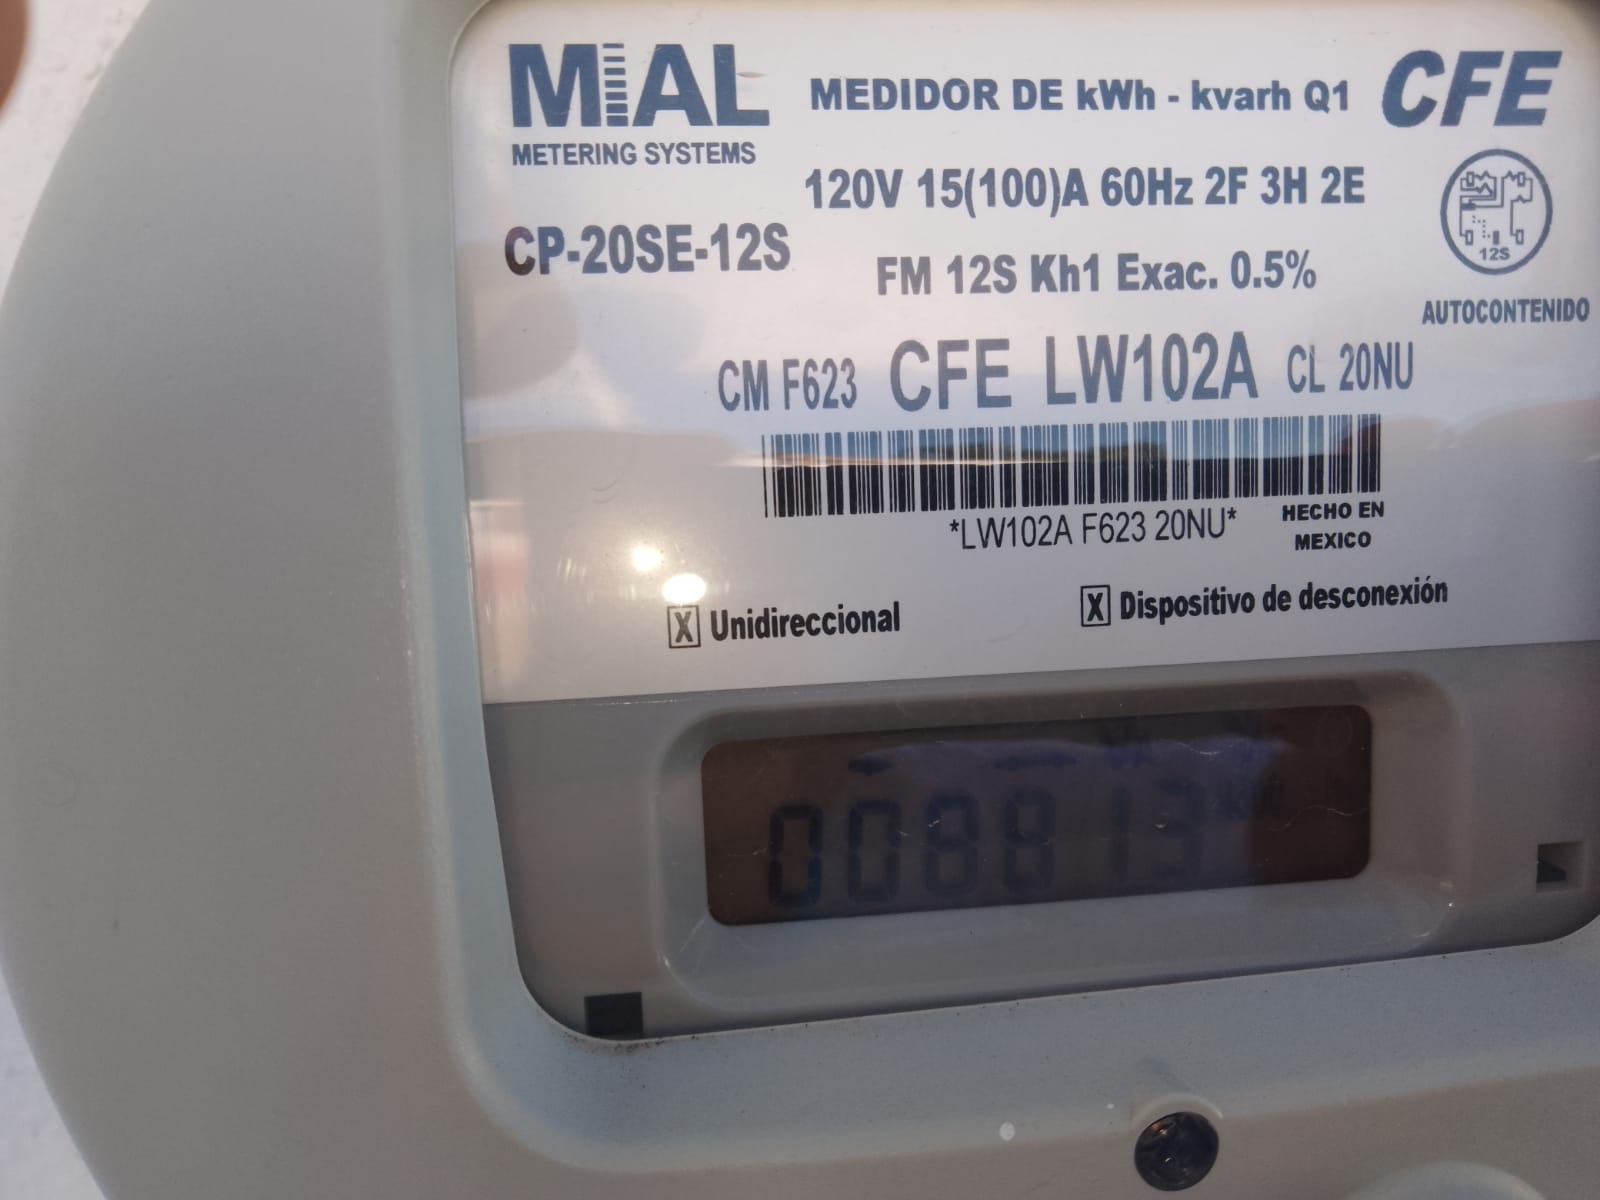 MIAL
METERING SYSTEMS
MEDIDOR DE kWh - kvarh Q1
CFE
120V 15(100)A 60Hz 2F 3H 2E
CP-20SE-12S
12S
FM 12S Kh1 Exac. 0.5%
AUTOCONTENIDO
CM F623 CFE LW102A CL 20NU
*LW102A F623 20NU*
HECHO EN
MEXICO
X Unidireccional
X Dispositivo de desconexión
008813